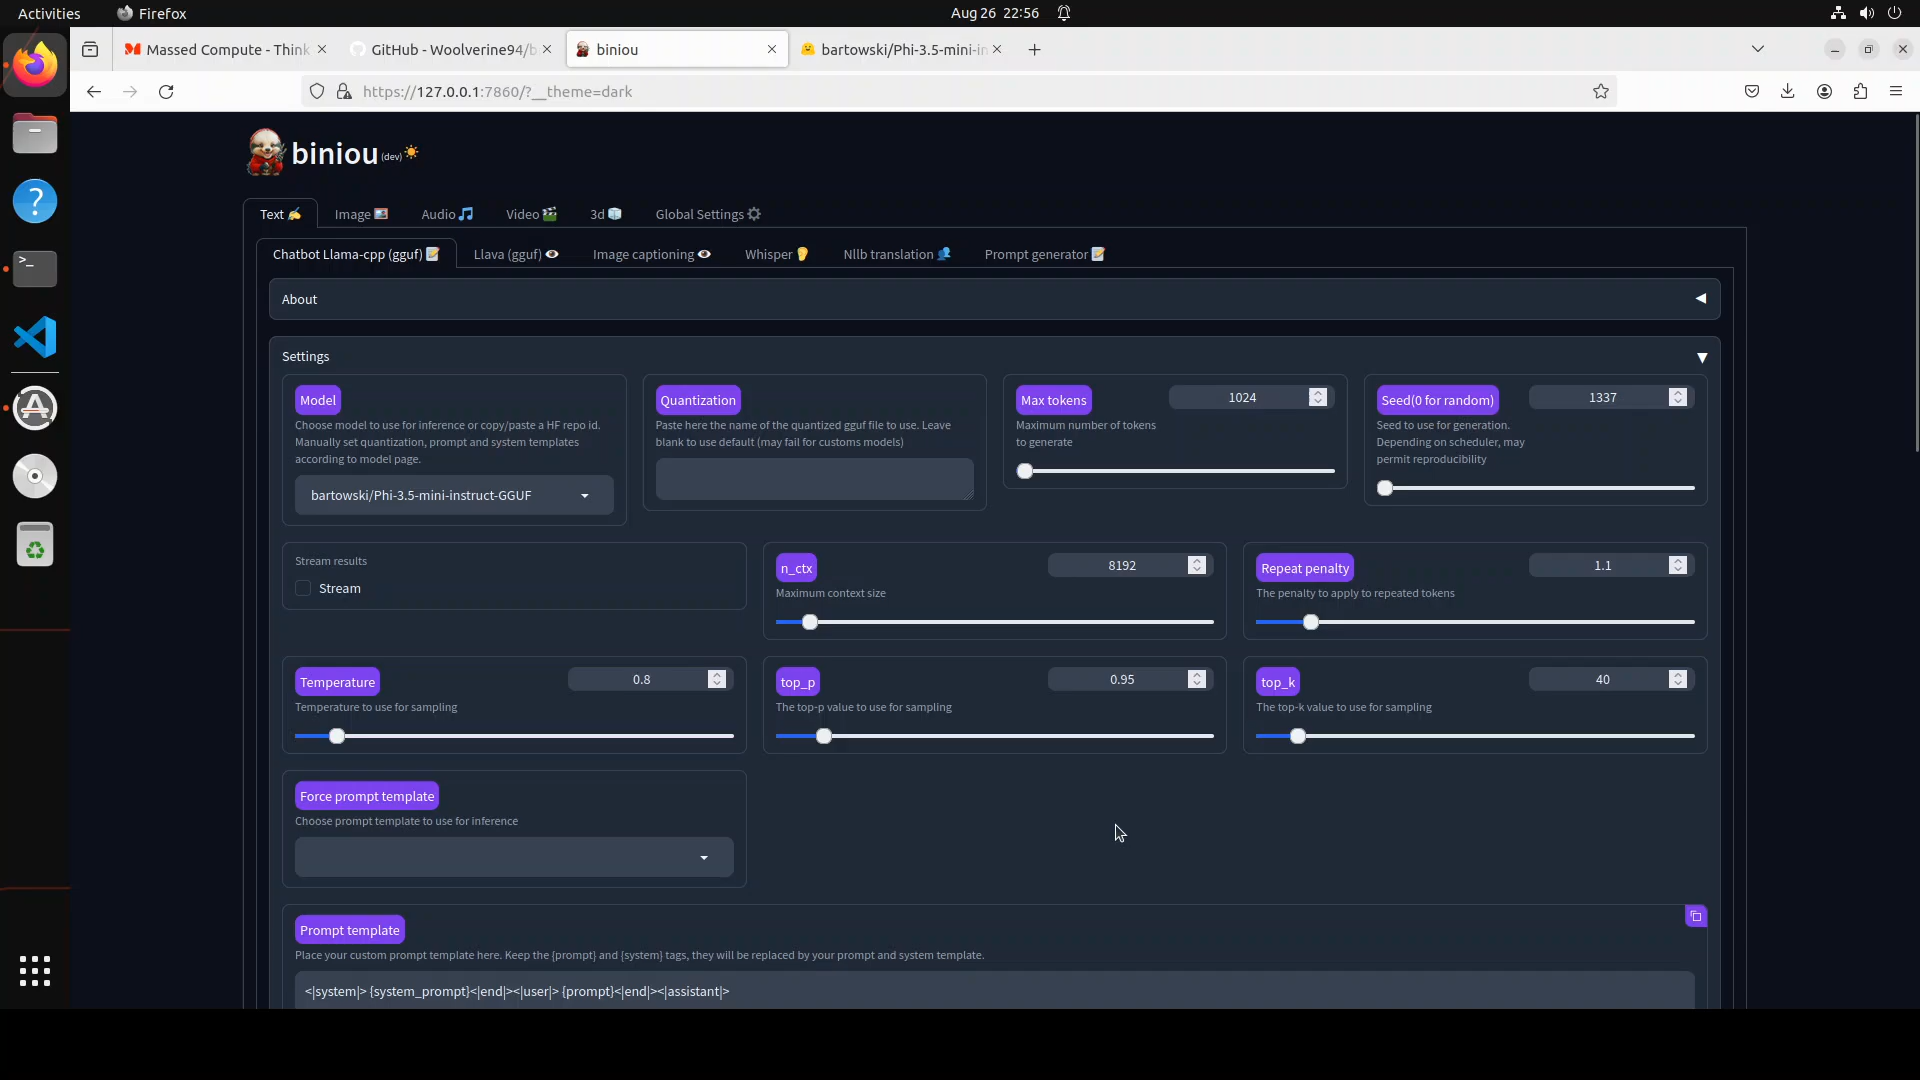 Activities Firefox Aug 26 22:56
Massed Compute - Think GitHub - Woolverine94/b biniou bartowski/Phi-3.5-mini-in
https://127.0.0.1:7860/?__theme=dark
biniou (dev)
Text Image Audio Video 3d Global Settings
Chatbot Llama-cpp (gguf) Llava (gguf) Image captioning Whisper Nllb translation Prompt generator
About
Settings
Model
Choose model to use for inference or copy/paste a HF repo id.
Manually set quantization, prompt and system templates
according to model page.
bartowski/Phi-3.5-mini-instruct-GGUF
Quantization
Paste here the name of the quantized gguf file to use. Leave
blank to use default (may fail for customs models)
Max tokens 1024
Maximum number of tokens
to generate
Seed(0 for random) 1337
Seed to use for generation.
Depending on scheduler, may
permit reproducibility
Stream results
Stream
n_ctx 8192
Maximum context size
Repeat penalty 1.1
The penalty to apply to repeated tokens
Temperature 0.8
Temperature to use for sampling
top_p 0.95
The top-p value to use for sampling
top_k 40
The top-k value to use for sampling
Force prompt template
Choose prompt template to use for inference
Prompt template
Place your custom prompt template here. Keep the {prompt} and {system} tags, they will be replaced by your prompt and system template.
<|system|> {system_prompt}<|end|><|user|> {prompt}<|end|><|assistant|>